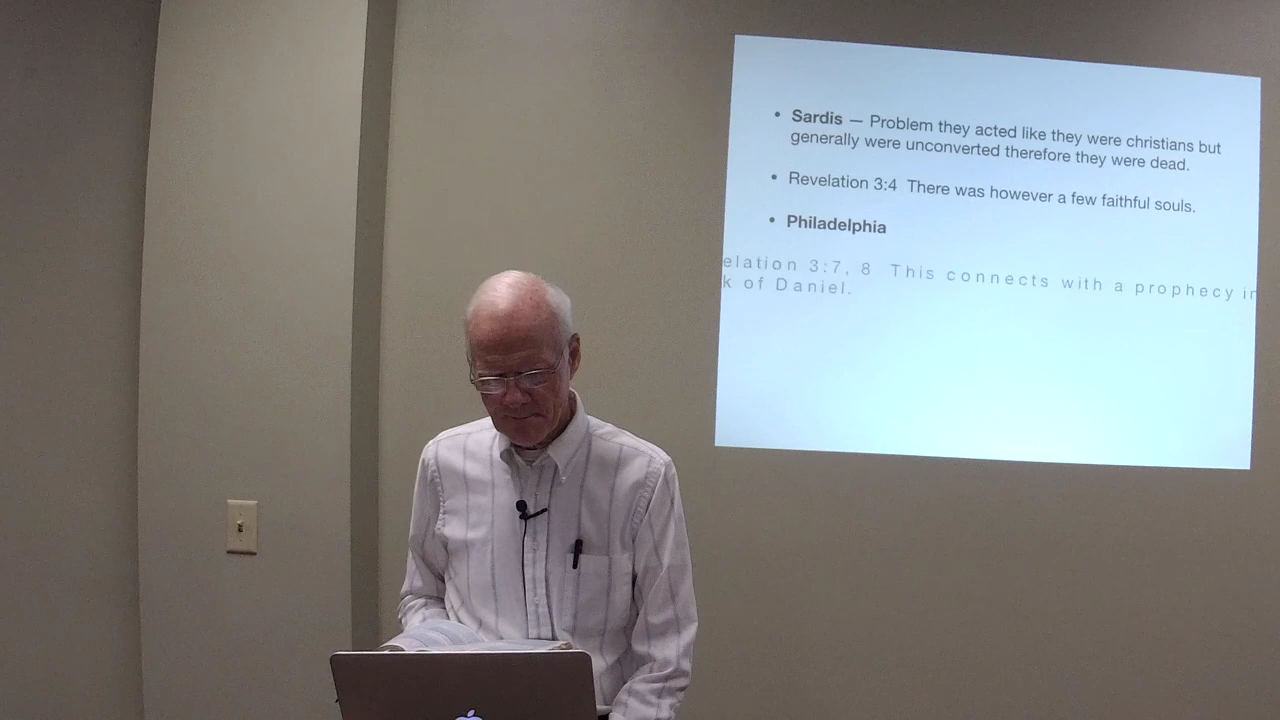 • Sardis — Problem they acted like they were christians but
generally were unconverted therefore they were dead.
• Revelation 3:4 There was however a few faithful souls.
• Philadelphia
elation 3:7, 8 This connects with a prophecy in
k of Daniel.